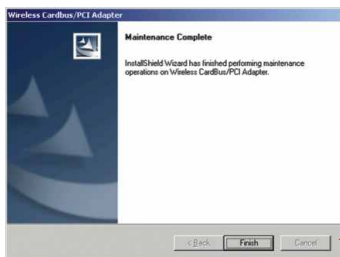 Wireless Cardbus/PCI Adapter
Maintenance Complete
InstallShield Wizard has finished performing maintenance
operations on Wireless CardBus/PCI Adapter.
< Back
Finish
Cancel